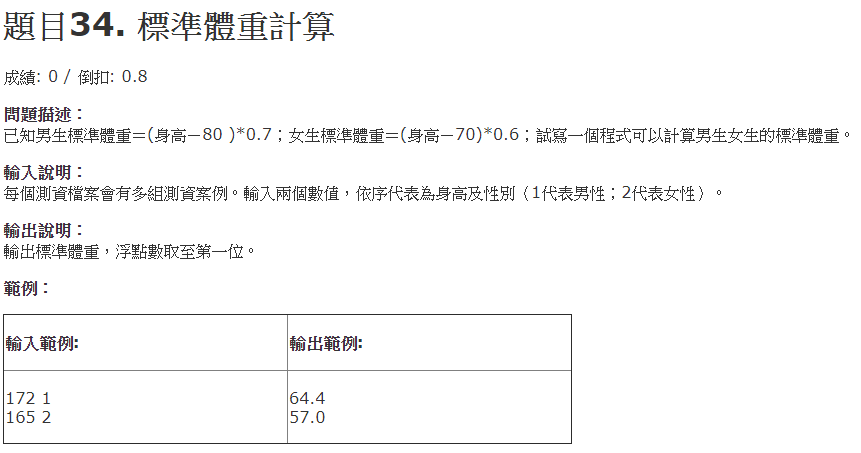 題目34. 標準體重計算
成績: 0 / 倒扣: 0.8
問題描述：
已知男生標準體重＝(身高－80 )*0.7；女生標準體重＝(身高－70)*0.6；試寫一個程式可以計算男生女生的標準體重。
輸入說明：
每個測資檔案會有多組測資案例。輸入兩個數值，依序代表為身高及性別（1代表男性；2代表女性）。
輸出說明：
輸出標準體重，浮點數取至第一位。
範例：
輸入範例: 輸出範例:
172 1 64.4
165 2 57.0